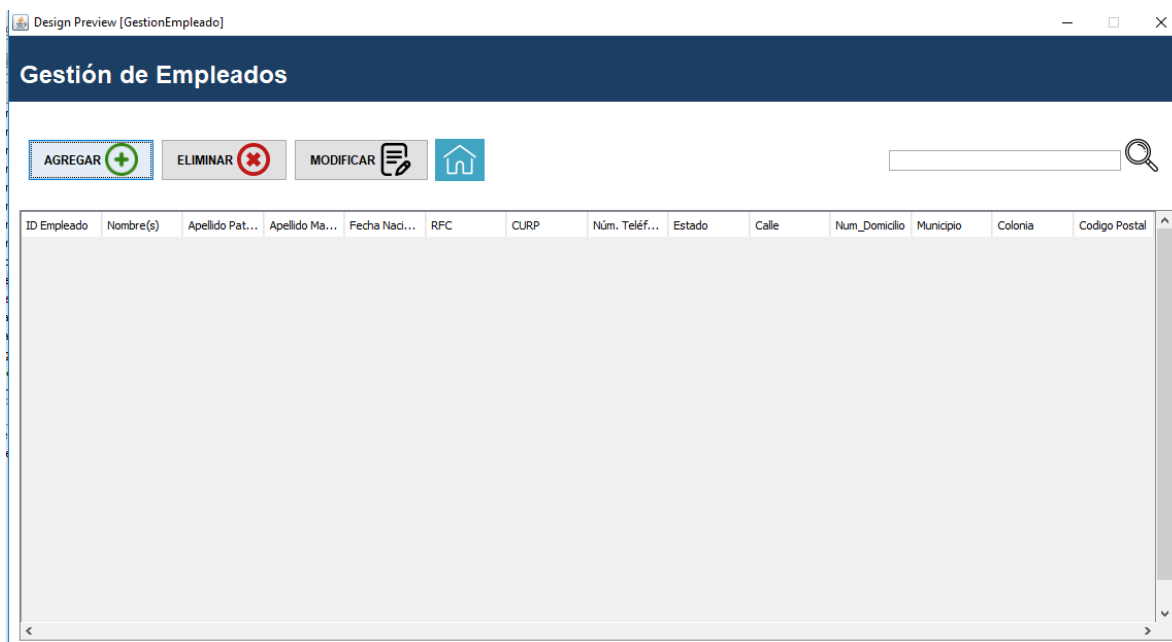 Design Preview [GestionEmpleado]
Gestión de Empleados
AGREGAR ELIMINAR MODIFICAR
ID Empleado Nombre(s) Apellido Pat... Apellido Ma... Fecha Naci... RFC CURP Núm. Teléf... Estado Calle Num_Domicilio Municipio Colonia Codigo Postal